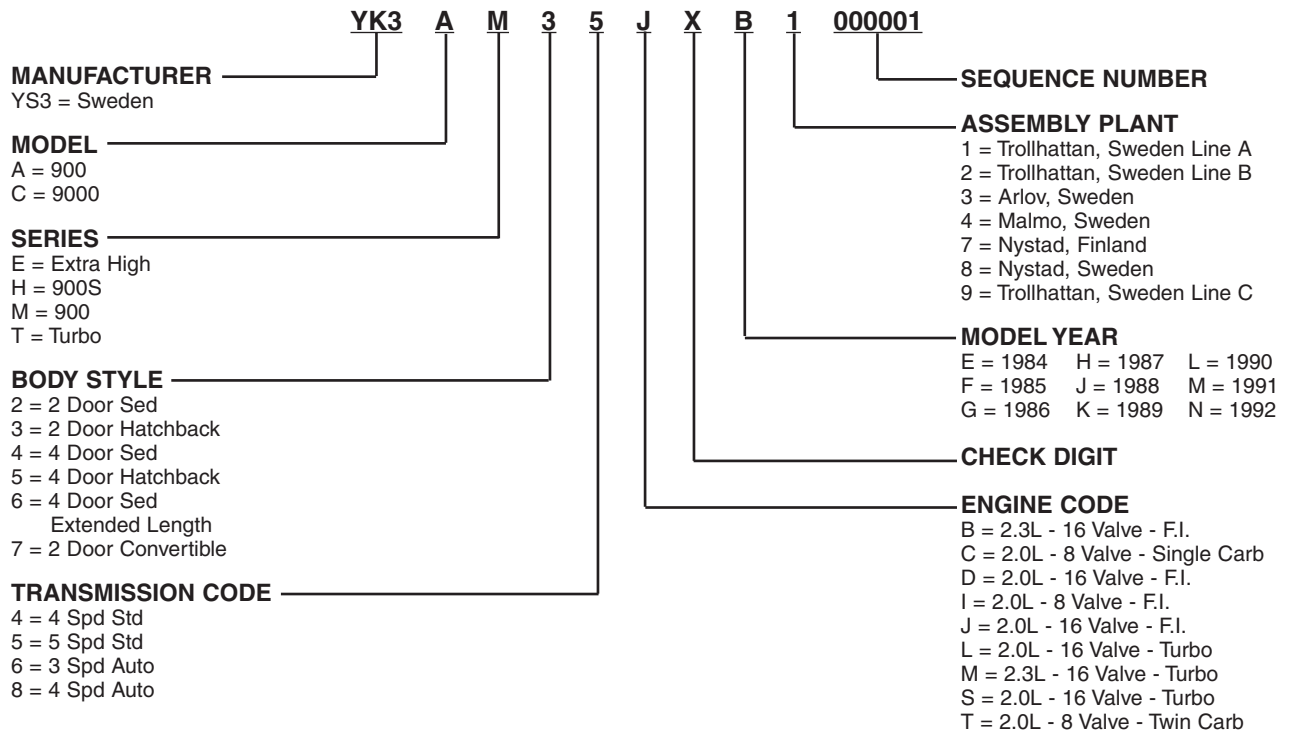 YK3 A M 3 5 J X B 1 000001
MANUFACTURER
YS3 = Sweden
MODEL
A = 900
C = 9000
SERIES
E = Extra High
H = 900S
M = 900
T = Turbo
BODY STYLE
2 = 2 Door Sed
3 = 2 Door Hatchback
4 = 4 Door Sed
5 = 4 Door Hatchback
6 = 4 Door Sed
Extended Length
7 = 2 Door Convertible
TRANSMISSION CODE
4 = 4 Spd Std
5 = 5 Spd Std
6 = 3 Spd Auto
8 = 4 Spd Auto
SEQUENCE NUMBER
ASSEMBLY PLANT
1 = Trollhattan, Sweden Line A
2 = Trollhattan, Sweden Line B
3 = Arlov, Sweden
4 = Malmo, Sweden
7 = Nystad, Finland
8 = Nystad, Sweden
9 = Trollhattan, Sweden Line C
MODEL YEAR
E = 1984 H = 1987 L = 1990
F = 1985 J = 1988 M = 1991
G = 1986 K = 1989 N = 1992
CHECK DIGIT
ENGINE CODE
B = 2.3L - 16 Valve - F.I.
C = 2.0L - 8 Valve - Single Carb
D = 2.0L - 16 Valve - F.I.
I = 2.0L - 8 Valve - F.I.
J = 2.0L - 16 Valve - F.I.
L = 2.0L - 16 Valve - Turbo
M = 2.3L - 16 Valve - Turbo
S = 2.0L - 16 Valve - Turbo
T = 2.0L - 8 Valve - Twin Carb